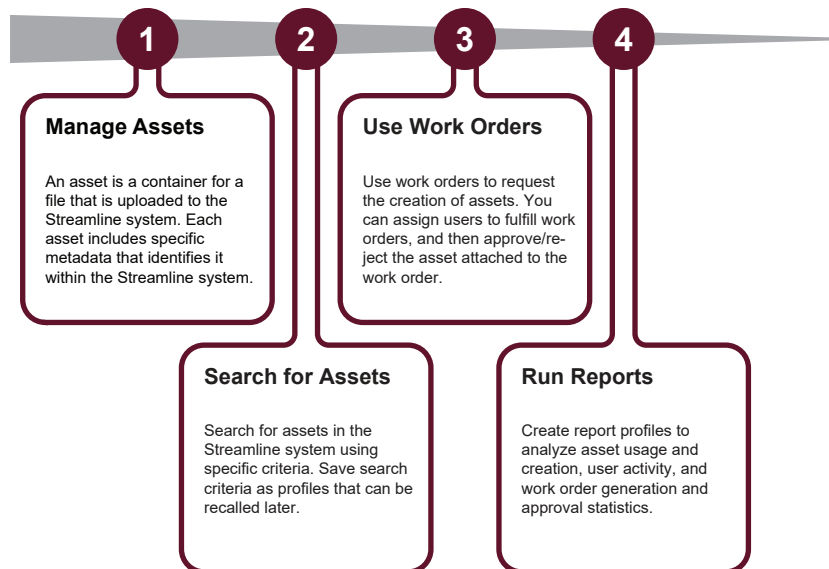 1
2
3
4
Manage Assets
An asset is a container for a
file that is uploaded to the
Streamline system. Each
asset includes specific
metadata that identifies it
within the Streamline system.
Search for Assets
Search for assets in the
Streamline system using
specific criteria. Save search
criteria as profiles that can be
recalled later.
Use Work Orders
Use work orders to request
the creation of assets. You
can assign users to fulfill work
orders, and then approve/re-
ject the asset attached to the
work order.
Run Reports
Create report profiles to
analyze asset usage and
creation, user activity, and
work order generation and
approval statistics.